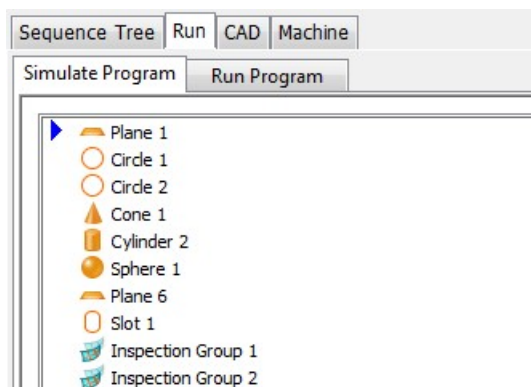 Sequence Tree Run CAD Machine
Simulate Program Run Program
Plane 1
Circle 1
Circle 2
Cone 1
Cylinder 2
Sphere 1
Plane 6
Slot 1
Inspection Group 1
Inspection Group 2